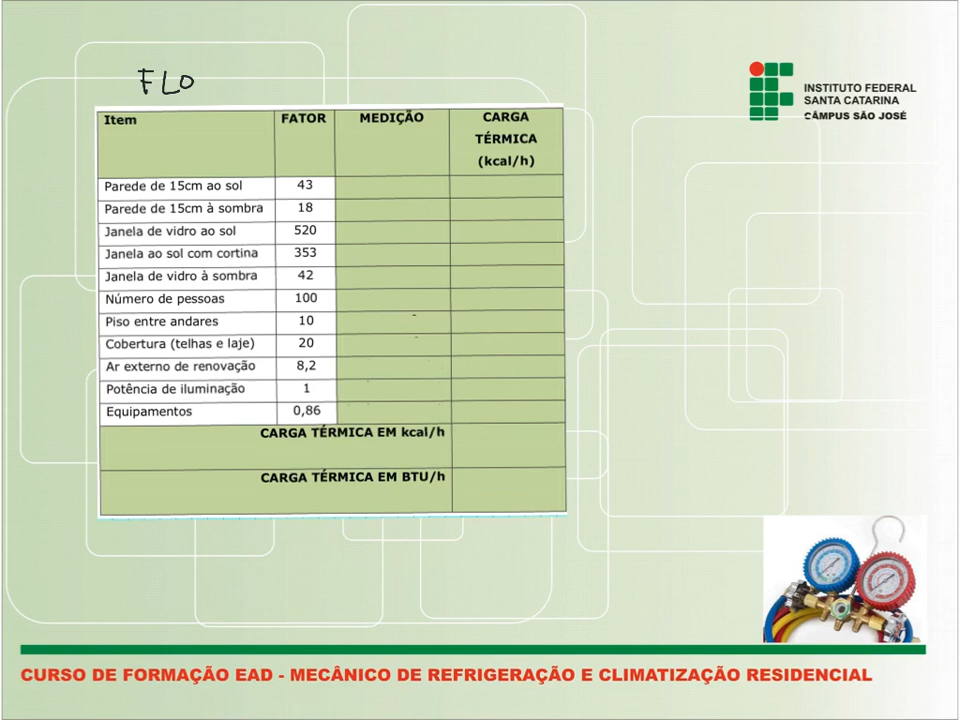 FLO
INSTITUTO FEDERAL
SANTA CATARINA
CÂMPUS SÃO JOSÉ
Item FATOR MEDIÇÃO CARGA TÉRMICA (kcal/h)
Parede de 15cm ao sol 43
Parede de 15cm à sombra 18
Janela de vidro ao sol 520
Janela ao sol com cortina 353
Janela de vidro à sombra 42
Número de pessoas 100
Piso entre andares 10
Cobertura (telhas e laje) 20
Ar externo de renovação 8,2
Potência de iluminação 1
Equipamentos 0,86
CARGA TÉRMICA EM kcal/h
CARGA TÉRMICA EM BTU/h
CURSO DE FORMAÇÃO EAD - MECÂNICO DE REFRIGERAÇÃO E CLIMATIZAÇÃO RESIDENCIAL